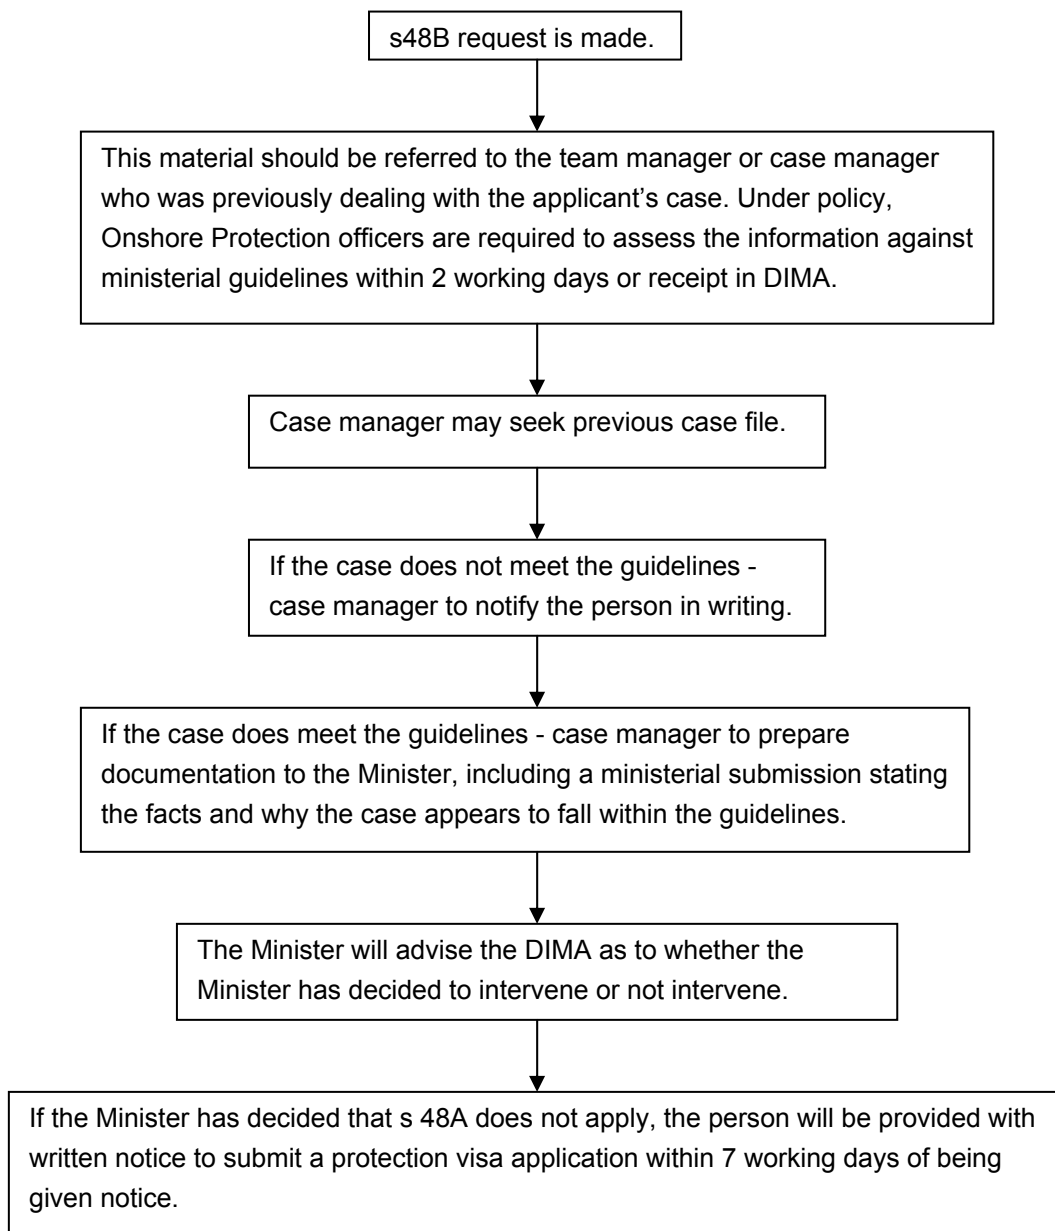 s48B request is made.
This material should be referred to the team manager or case manager
who was previously dealing with the applicant's case. Under policy,
Onshore Protection officers are required to assess the information against
ministerial guidelines within 2 working days or receipt in DIMA.
Case manager may seek previous case file.
If the case does not meet the guidelines -
case manager to notify the person in writing.
If the case does meet the guidelines - case manager to prepare
documentation to the Minister, including a ministerial submission stating
the facts and why the case appears to fall within the guidelines.
The Minister will advise the DIMA as to whether the
Minister has decided to intervene or not intervene.
If the Minister has decided that s 48A does not apply, the person will be provided with
written notice to submit a protection visa application within 7 working days of being
given notice.